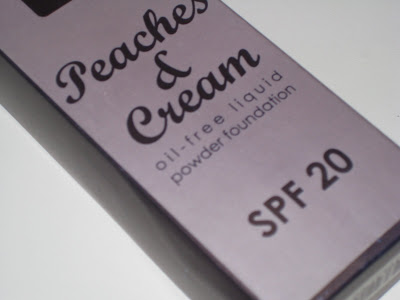 Peaches
&
Cream
oil-free liquid
powder foundation
SPF 20